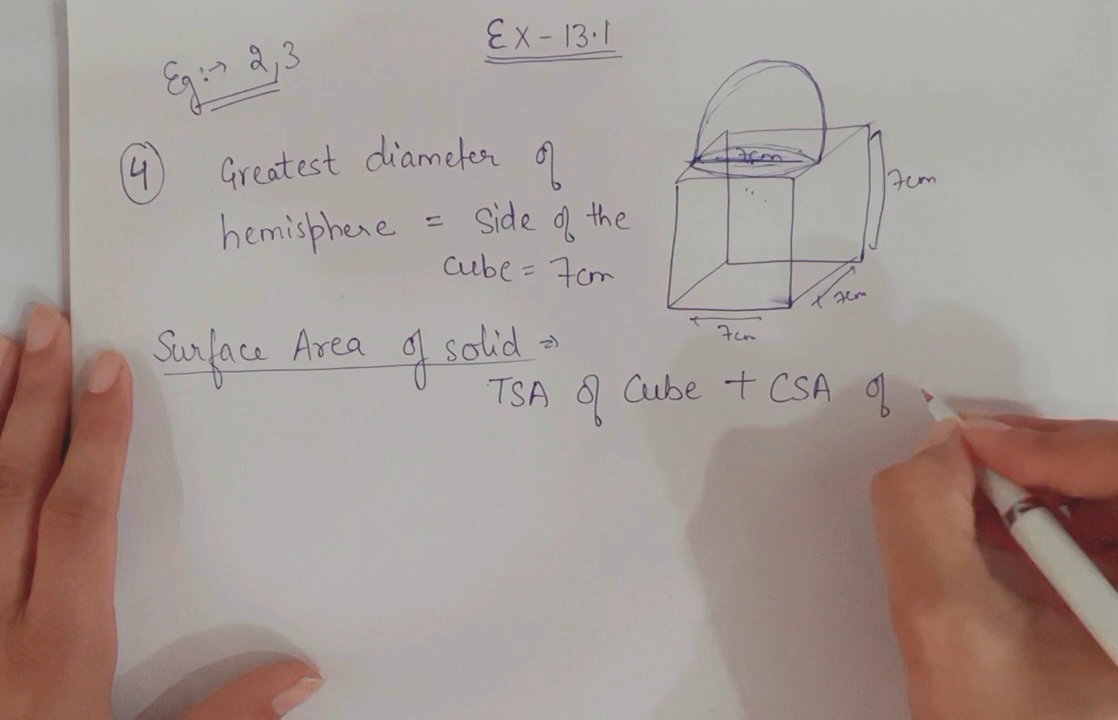 Ex - 13.1
Eg:→ 2,3
4 Greatest diameter of
hemisphere = Side of the
cube = 7cm
7cm
7cm
7cm
7cm
Surface Area of solid ⇒
TSA of Cube + CSA of